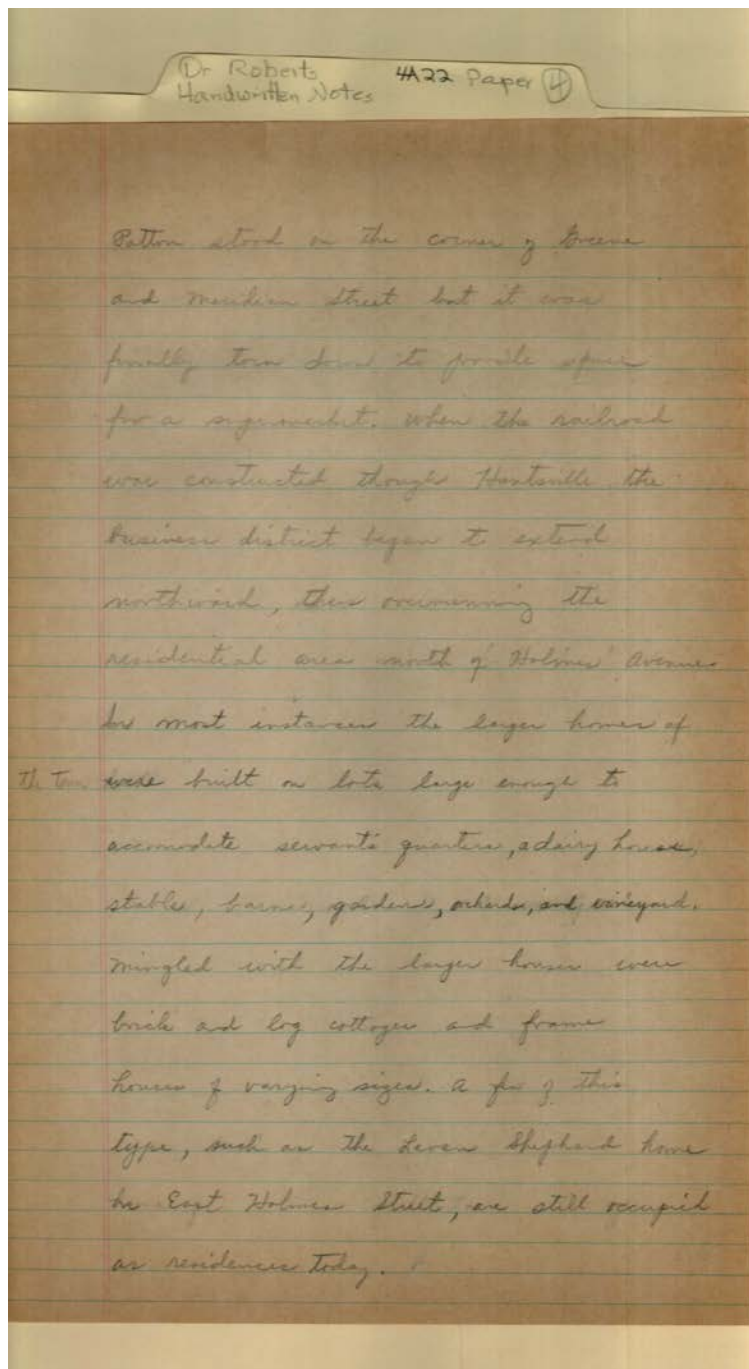 Dr Roberts 4A22 Paper 4
Handwritten Notes
Patton stood on the corner of Greene
and Meridian Street but it was
finally torn down to provide space
for a supermarket. When the railroad
was constructed though Huntsville the
business district began to extend
northward, thus overrunning the
residential area north of Holmes Avenue
In most instances the larger homes of
the town were built on lots large enough to
accomodate servants quarters, a dairy house,
stables, barns, gardens, orchards, and vineyard.
Mingled with the larger houses were
brick and log cottages and frame
houses of varying sizes. A few of this
type, such as the Leven Shephard home
on East Holmes Street, are still occupied
as residences today.